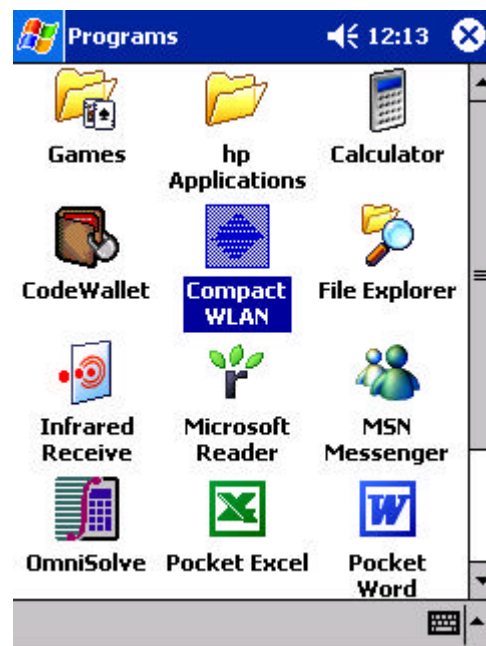 Programs 12:13
Games
hp
Applications
Calculator
CodeWallet
Compact
WLAN
File Explorer
Infrared
Receive
Microsoft
Reader
MSN
Messenger
OmniSolve
Pocket Excel
Pocket
Word